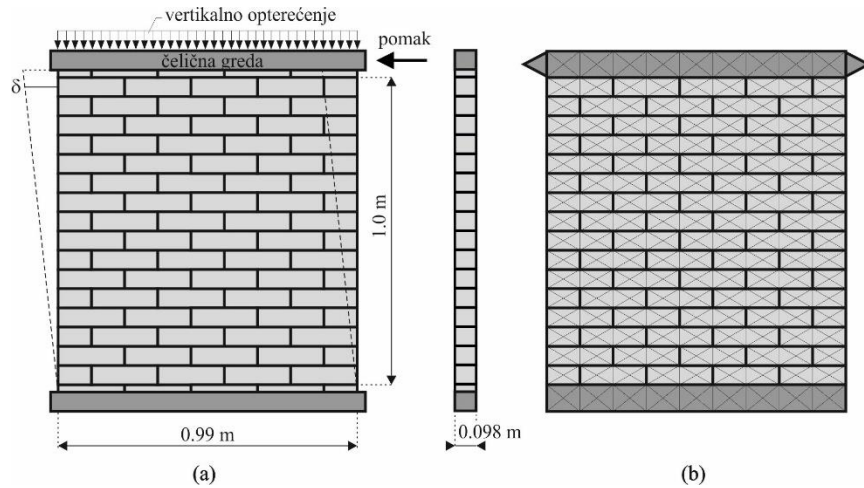 vertikalno opterećenje
pomak
čelična greda
δ
1.0 m
0.99 m
0.098 m
(a)
(b)